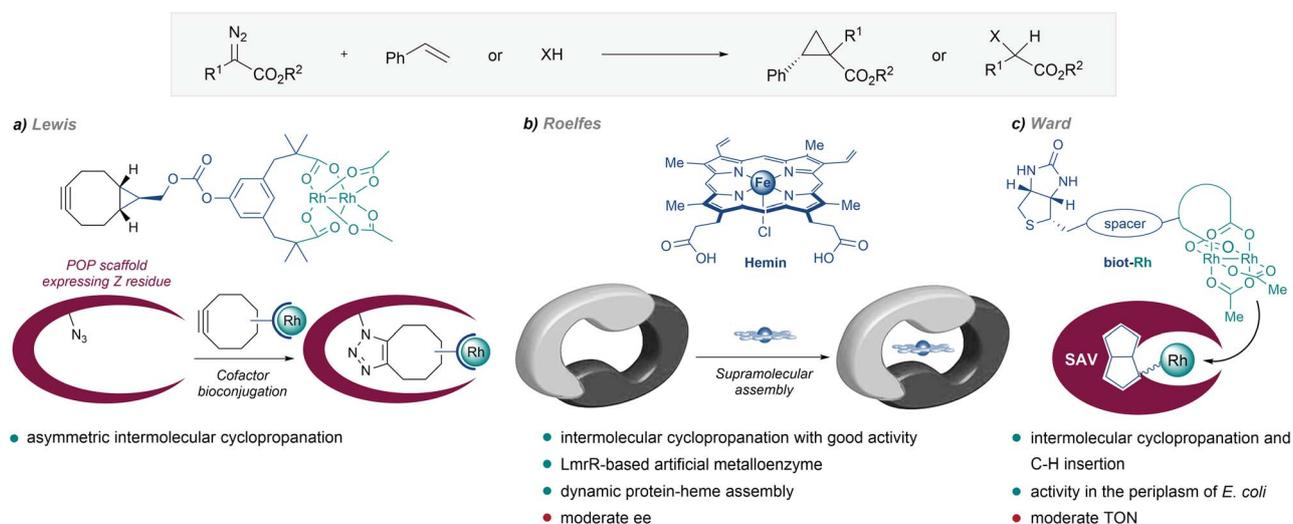 N2
R1
CO2R2
+
Ph
or
XH
Ph
R1
CO2R2
or
X
H
R1
CO2R2
a) Lewis
H
H
O
O
O
O
O
O
O
O
O
O
O
Rh
Rh
POP scaffold
expressing Z residue
N3
Rh
Cofactor
bioconjugation
N
N
N
Rh
asymmetric intermolecular cyclopropanation
b) Roelfes
Me
Me
Me
Me
N
N
N
N
Fe
Cl
O
OH
HO
O
Hemin
Supramolecular
assembly
intermolecular cyclopropanation with good activity
LmrR-based artificial metalloenzyme
dynamic protein-heme assembly
moderate ee
c) Ward
O
HN
NH
H
H
S
spacer
biot-Rh
O
O
O
O
Rh
Rh
O
O
O
O
Me
Me
SAV
Rh
intermolecular cyclopropanation and
C-H insertion
activity in the periplasm of E. coli
moderate TON